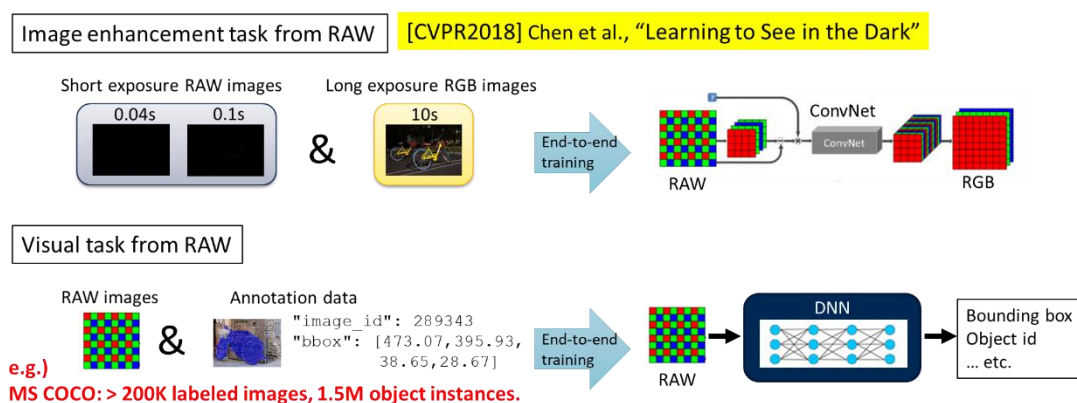 Image enhancement task from RAW
[CVPR2018] Chen et al., “Learning to See in the Dark”
Short exposure RAW images
Long exposure RGB images
0.04s
0.1s
&
10s
End-to-end
training
RAW
ConvNet
ConvNet
RGB
Visual task from RAW
RAW images
&
Annotation data
"image_id": 289343
"bbox": [473.07,395.93,
38.65,28.67]
End-to-end
training
RAW
DNN
Bounding box
Object id
... etc.
e.g.)
MS COCO: > 200K labeled images, 1.5M object instances.